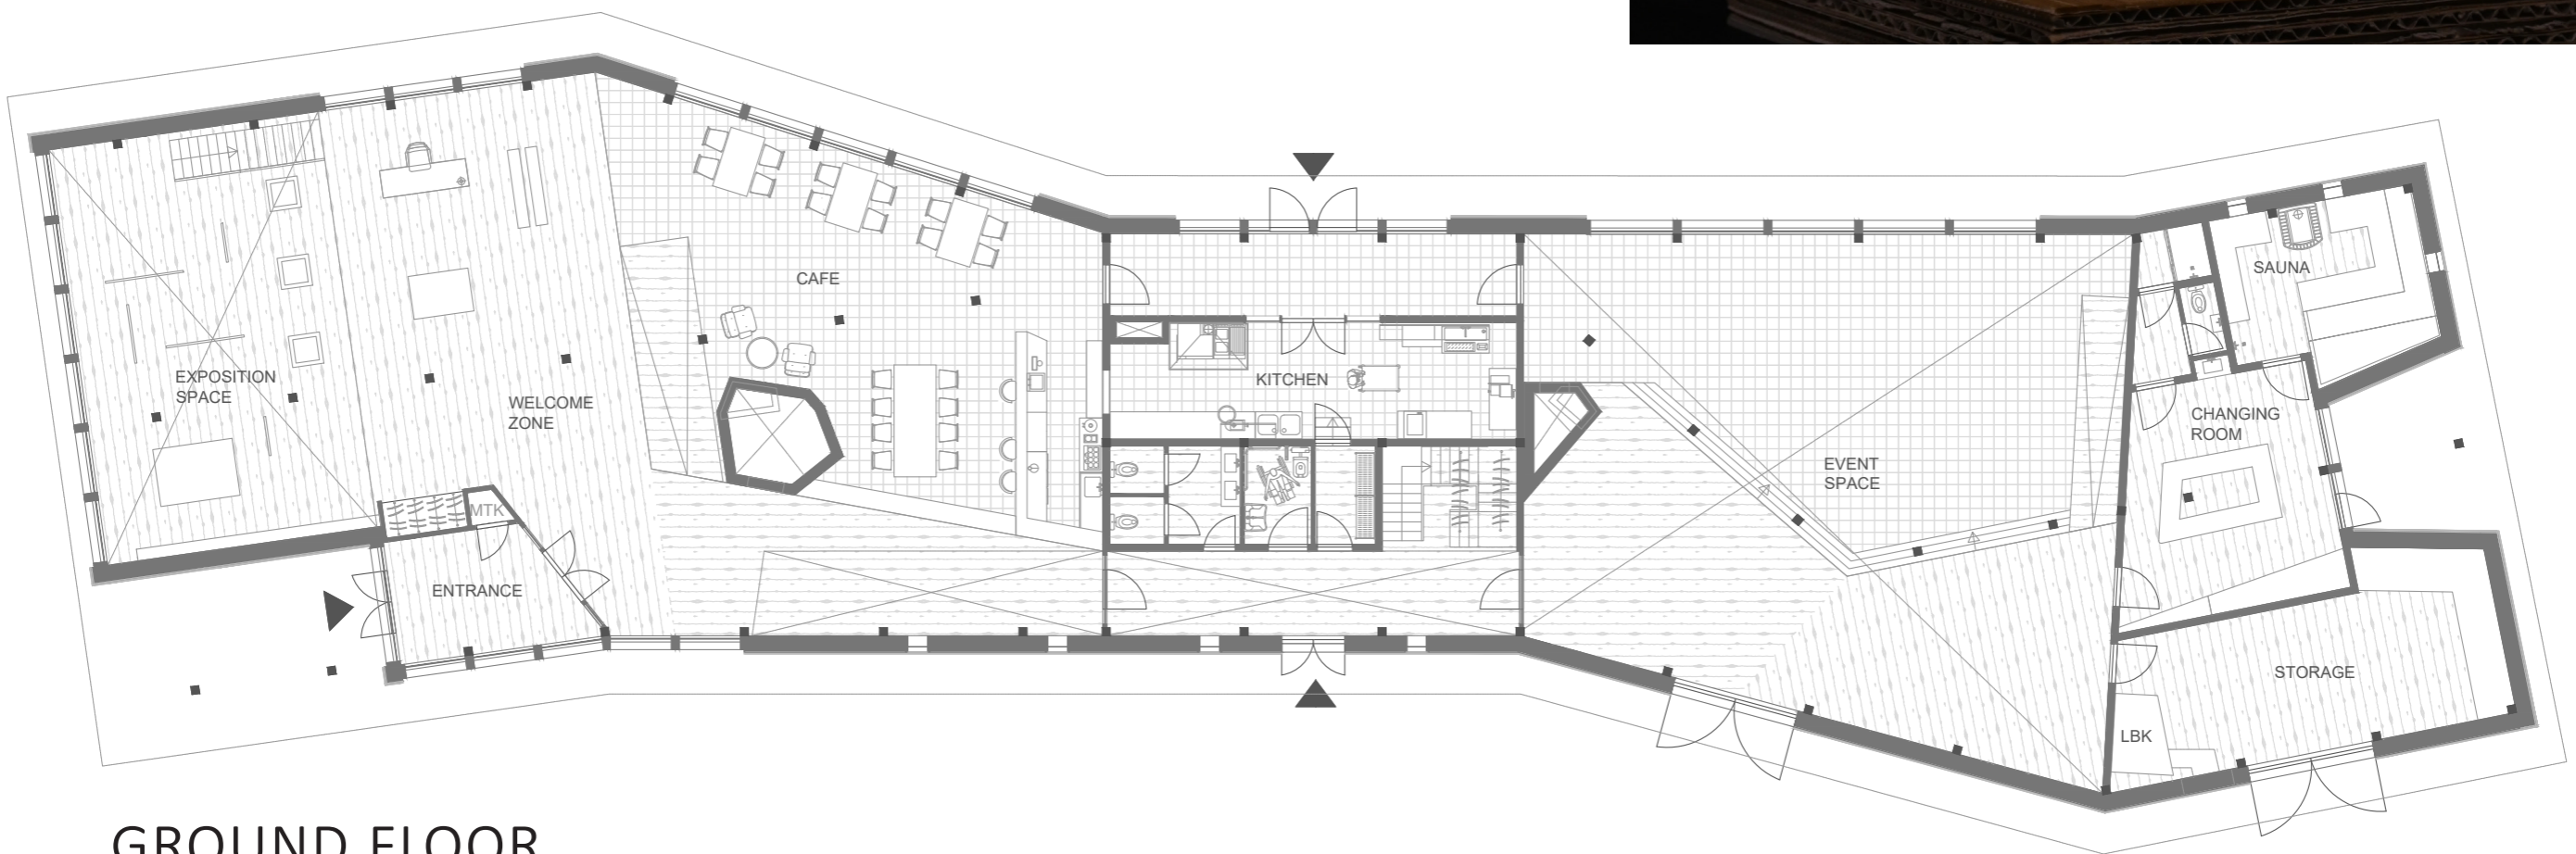 SAUNA
CAFE
EXPOSITION
SPACE
KITCHEN
WELCOME
ZONE
CHANGING
ROOM
EVENT
SPACE
MTK
ENTRANCE
STORAGE
LBK
GROUND FLOOR